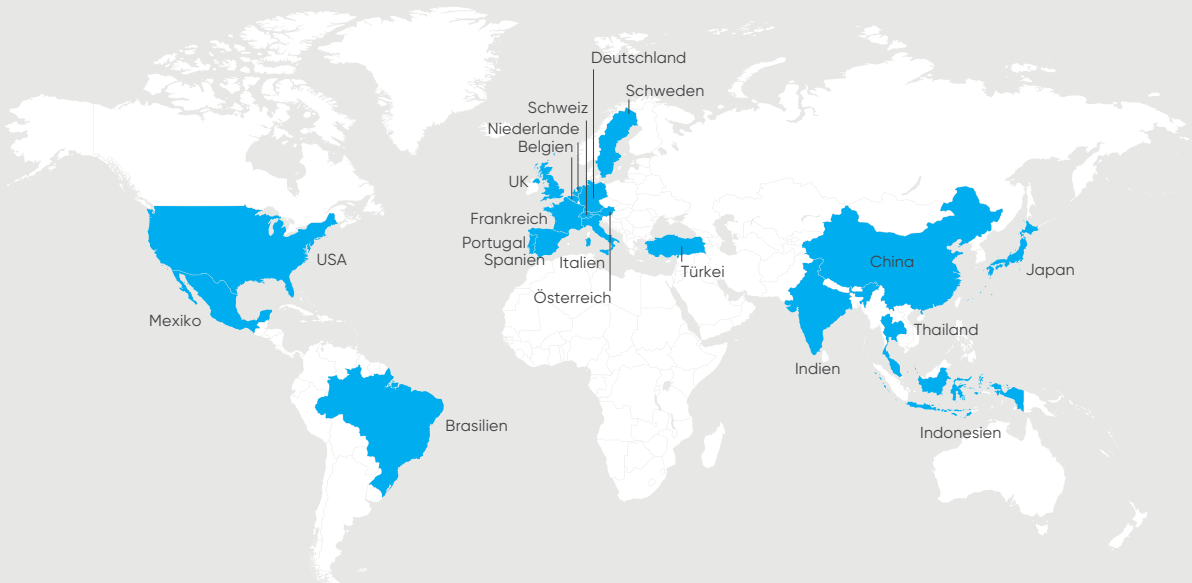 Deutschland
Schweden
Schweiz
Niederlande
Belgien
UK
Frankreich
Portugal
Spanien
Italien
Österreich
Türkei
USA
Mexiko
Brasilien
China
Japan
Thailand
Indien
Indonesien